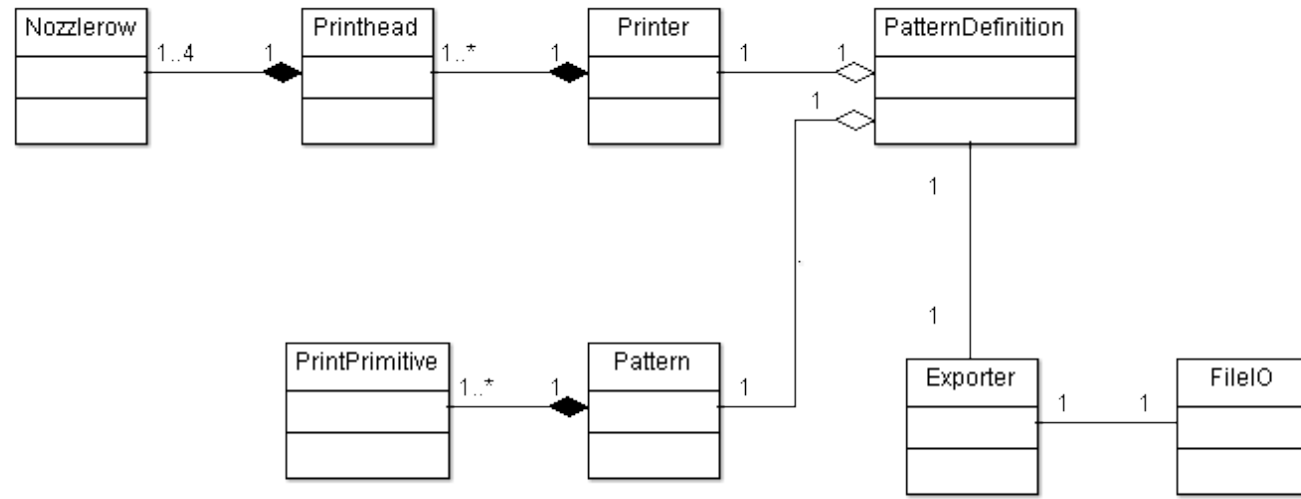 Nozzlerow
Printhead
Printer
PatternDefinition
1..4
1
1..*
1
1
1
1
1
1
PrintPrimitive
Pattern
Exporter
FileIO
1..*
1
1
1
1